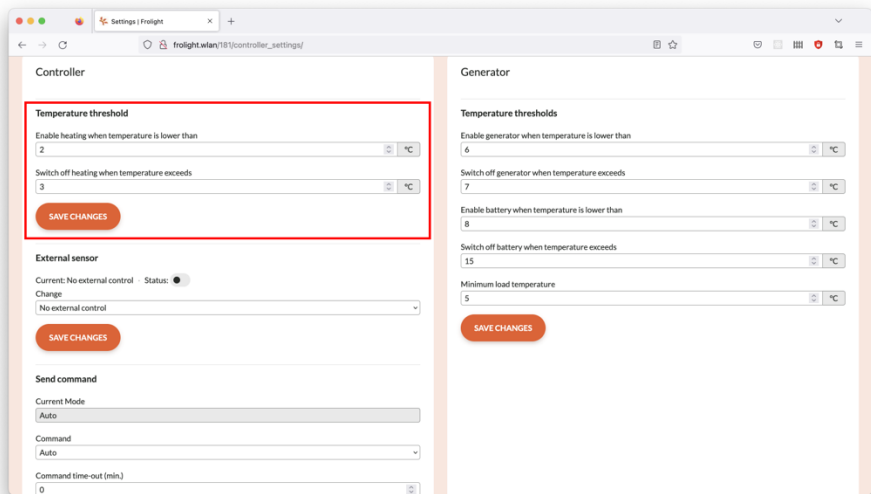 Settings | Frolight
frolight.wlan/181/controller_settings/
Controller
Temperature threshold
Enable heating when temperature is lower than
2 °C
Switch off heating when temperature exceeds
3 °C
SAVE CHANGES
External sensor
Current: No external control - Status:
Change
No external control
SAVE CHANGES
Send command
Current Mode
Auto
Command
Auto
Command time-out (min.)
0
Generator
Temperature thresholds
Enable generator when temperature is lower than
6 °C
Switch off generator when temperature exceeds
7 °C
Enable battery when temperature is lower than
8 °C
Switch off battery when temperature exceeds
15 °C
Minimum load temperature
5 °C
SAVE CHANGES